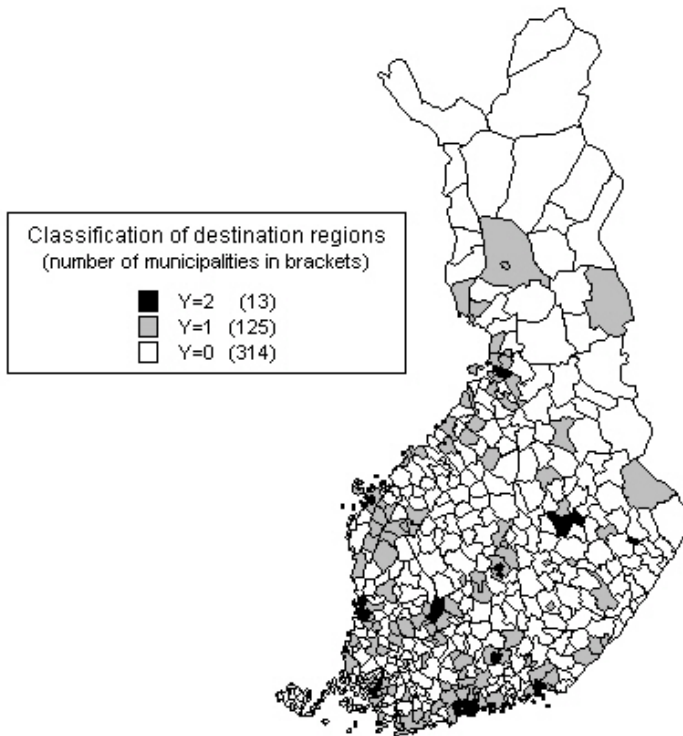 Classification of destination regions
(number of municipalities in brackets)
Y=2 (13)
Y=1 (125)
Y=0 (314)